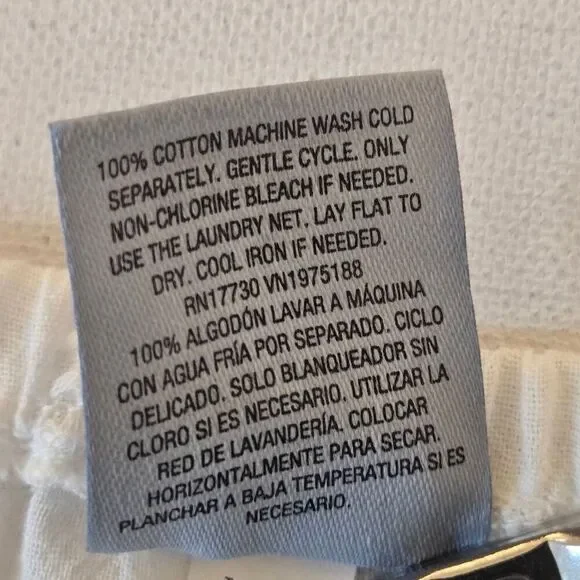 100% COTTON MACHINE WASH COLD
SEPARATELY. GENTLE CYCLE. ONLY
NON-CHLORINE BLEACH IF NEEDED.
USE THE LAUNDRY NET. LAY FLAT TO
DRY. COOL IRON IF NEEDED.
RN17730 VN1975188
100% ALGODÓN LAVAR A MÁQUINA
CON AGUA FRÍA POR SEPARADO. CICLO
DELICADO. SOLO BLANQUEADOR SIN
CLORO SI ES NECESARIO. UTILIZAR LA
RED DE LAVANDERÍA. COLOCAR
HORIZONTALMENTE PARA SECAR.
PLANCHAR A BAJA TEMPERATURA SI ES
NECESARIO.